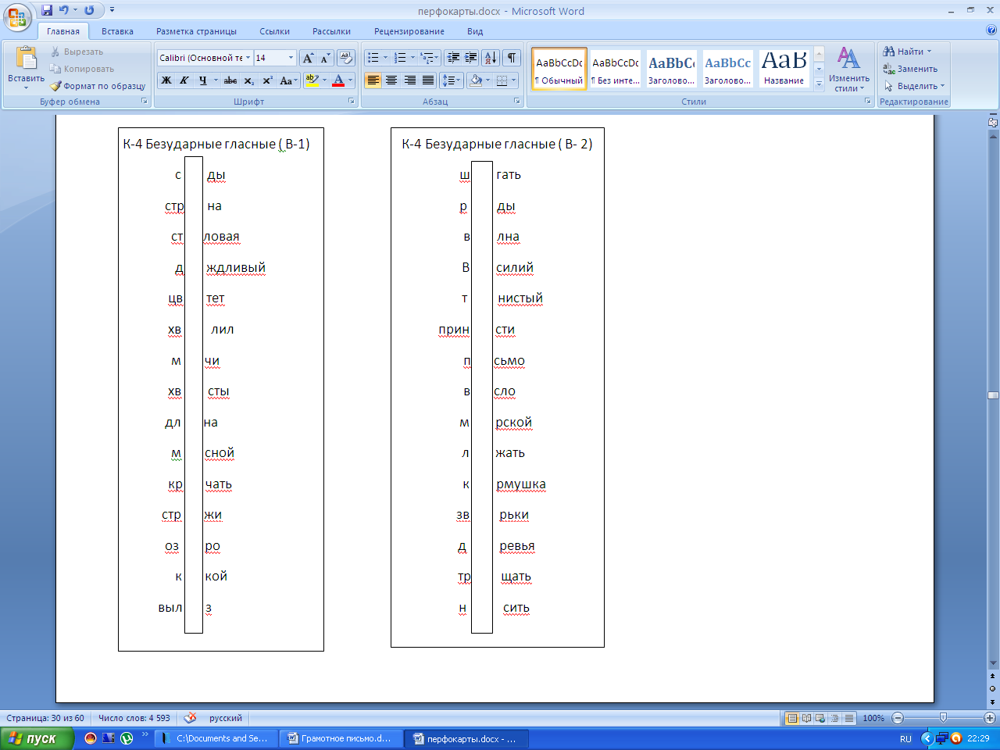 перфокарты.docx - Microsoft Word
Главная Вставка Разметка страницы Ссылки Рассылки Рецензирование Вид
Вставить
Вырезать
Копировать
Формат по образцу
Буфер обмена
Calibri (Основной те 14
Ж К Ч abc x₂ x² Aa
Шрифт
Абзац
AaBbCcDc AaBbCcDc AaBbC AaBbCc AaB
¶ Обычный ¶ Без инте... Заголово... Заголово... Название
Изменить стили
Стили
Найти
Заменить
Выделить
Редактирование
К-4 Безударные гласные ( В-1)
с ды
стр на
ст ловая
д ждливый
цв тет
хв лил
м чи
хв сты
дл на
м сной
кр чать
стр жи
оз ро
к кой
выл з
К-4 Безударные гласные ( В- 2)
ш гать
р ды
в лна
В силий
т нистый
прин сти
п сьмо
в сло
м рской
л жать
к рмушка
зв рьки
д ревья
тр щать
н сить
Страница: 30 из 60 Число слов: 4 593 русский 100%
пуск C:\Documents and Se... Грамотное письмо.d... перфокарты.docx - ... RU 22:29